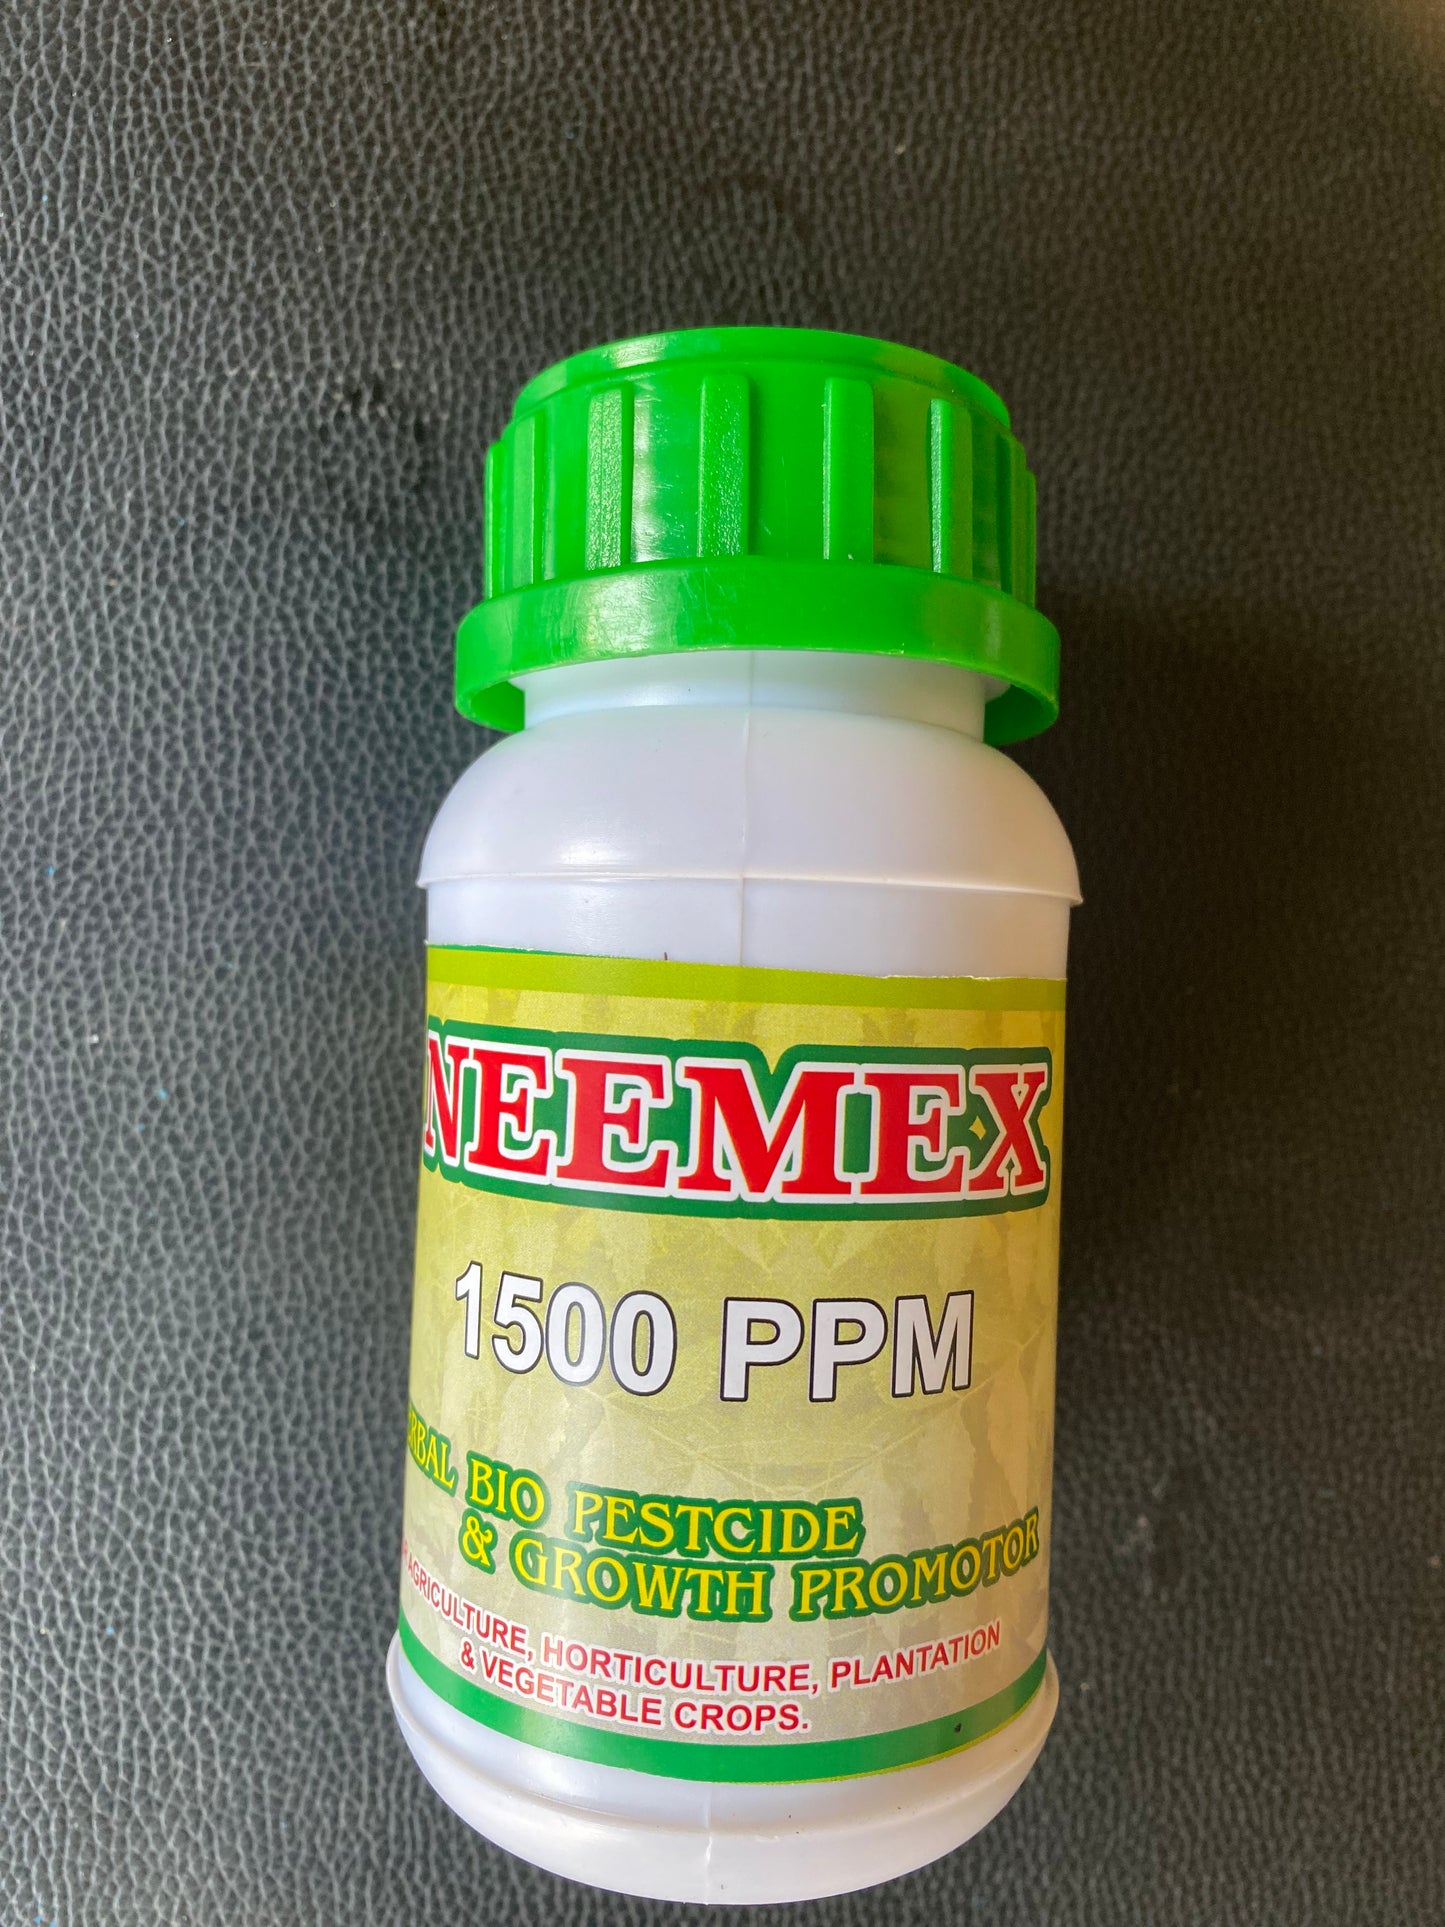 NEEMEX
1500 PPM
BIO PESTCIDE
& GROWTH PROMOTOR
AGRICULTURE, HORTICULTURE, PLANTATION
& VEGETABLE CROPS.